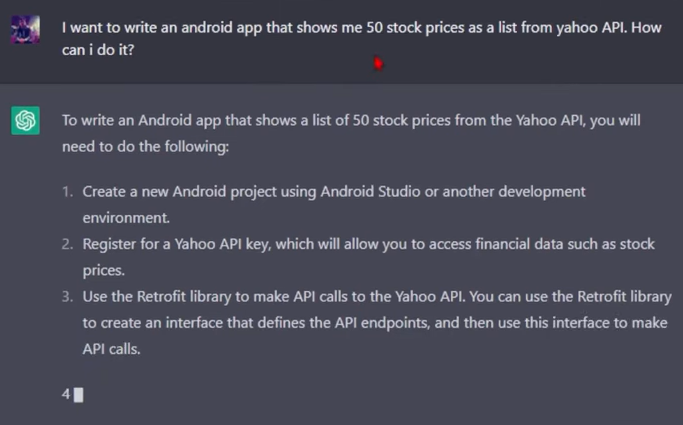 I want to write an android app that shows me 50 stock prices as a list from yahoo API. How
can i do it?
To write an Android app that shows a list of 50 stock prices from the Yahoo API, you will
need to do the following:
1. Create a new Android project using Android Studio or another development
environment.
2. Register for a Yahoo API key, which will allow you to access financial data such as stock
prices.
3. Use the Retrofit library to make API calls to the Yahoo API. You can use the Retrofit library
to create an interface that defines the API endpoints, and then use this interface to make
API calls.
4